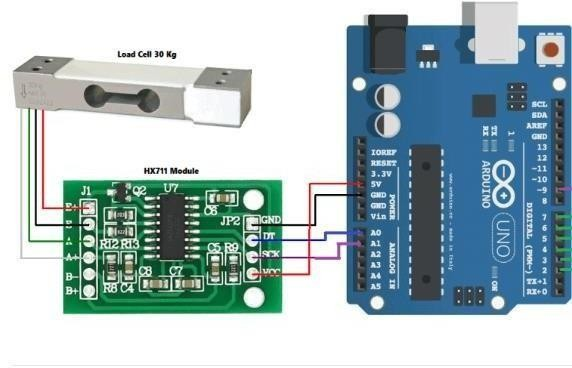 Load Cell 30 Kg
HX711 Module
J1
Q2
U7
C6
JP2
GND
DT
SCK
VCC
E-
A-
A+
B-
B+
R12
R13
C5
R9
C8
C7
R8
C4
IOREF
RESET
3.3V
5V
GND
GND
Vin
POWER
A0
A1
A2
A3
A4
A5
ANALOG IN
RX
TX
1
ARDUINO
UNO
ON
SCL
SDA
AREF
GND
13
12
~11
~10
~9
8
7
6
5
4
3
2
TX→1
RX←0
DIGITAL (PWM~)